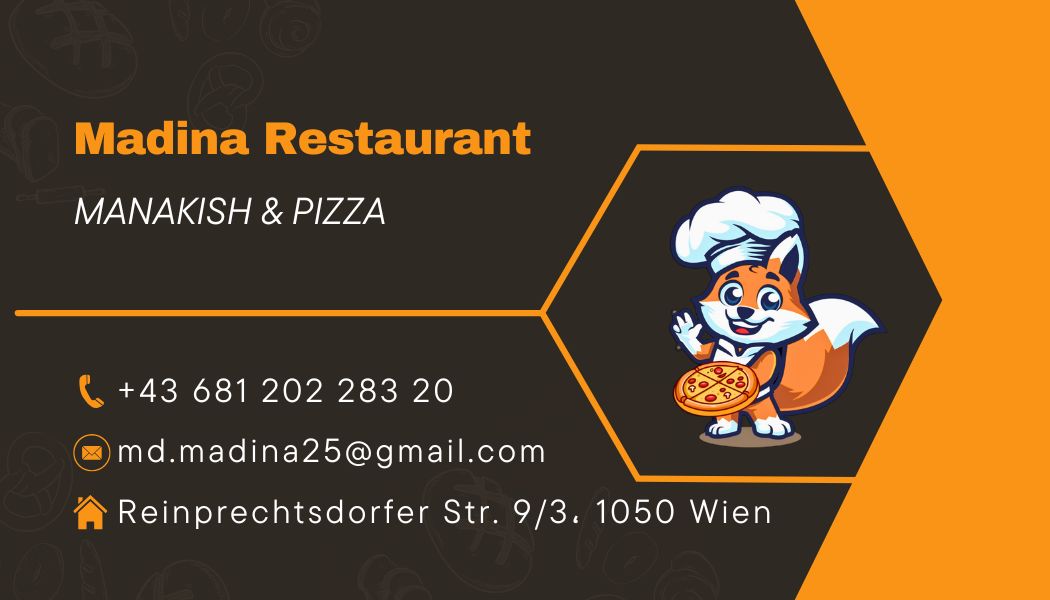 Madina Restaurant
MANAKISH & PIZZA
+43 681 202 283 20
md.madina25@gmail.com
Reinprechtsdorfer Str. 9/3، 1050 Wien